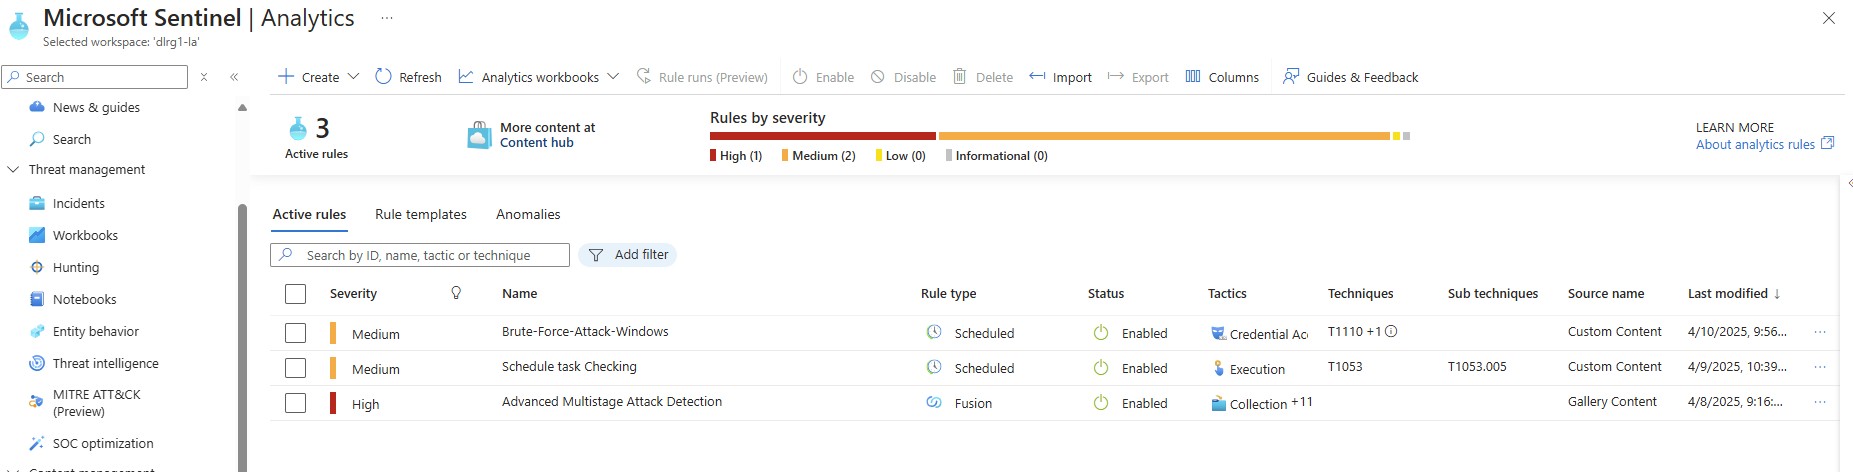 Microsoft Sentinel | Analytics ...
Selected workspace: 'dlrg1-la'
Search
Create
Refresh
Analytics workbooks
Rule runs (Preview)
Enable
Disable
Delete
Import
Export
Columns
Guides & Feedback
News & guides
Search
Threat management
Incidents
Workbooks
Hunting
Notebooks
Entity behavior
Threat intelligence
MITRE ATT&CK
(Preview)
SOC optimization
Content management
3
Active rules
More content at
Content hub
Rules by severity
High (1)
Medium (2)
Low (0)
Informational (0)
LEARN MORE
About analytics rules
Active rules
Rule templates
Anomalies
Search by ID, name, tactic or technique
Add filter
Severity Name Rule type Status Tactics Techniques Sub techniques Source name Last modified ↓
Medium Brute-Force-Attack-Windows Scheduled Enabled Credential Ac T1110 +1 Custom Content 4/10/2025, 9:56... ...
Medium Schedule task Checking Scheduled Enabled Execution T1053 T1053.005 Custom Content 4/9/2025, 10:39... ...
High Advanced Multistage Attack Detection Fusion Enabled Collection +11 Gallery Content 4/8/2025, 9:16:... ...